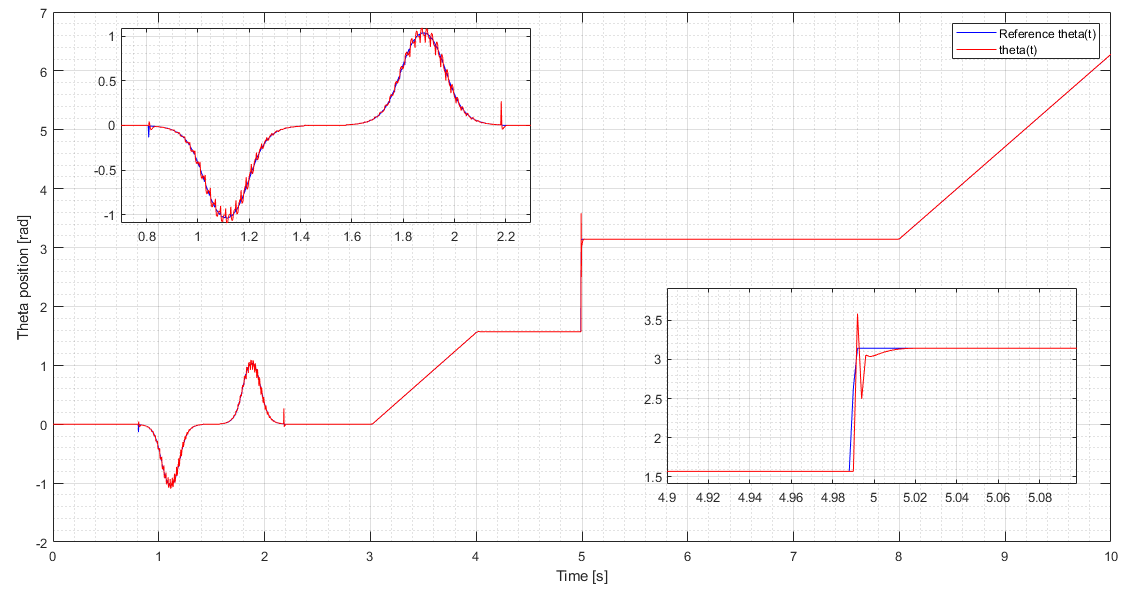 7
6
5
4
3
2
1
0
-1
-2
Theta position [rad]
0 1 2 3 4 5 6 7 8 9 10
Time [s]
Reference theta(t)
theta(t)
1
0.5
0
-0.5
-1
0.8 1 1.2 1.4 1.6 1.8 2 2.2
3.5
3
2.5
2
1.5
4.9 4.92 4.94 4.96 4.98 5 5.02 5.04 5.06 5.08